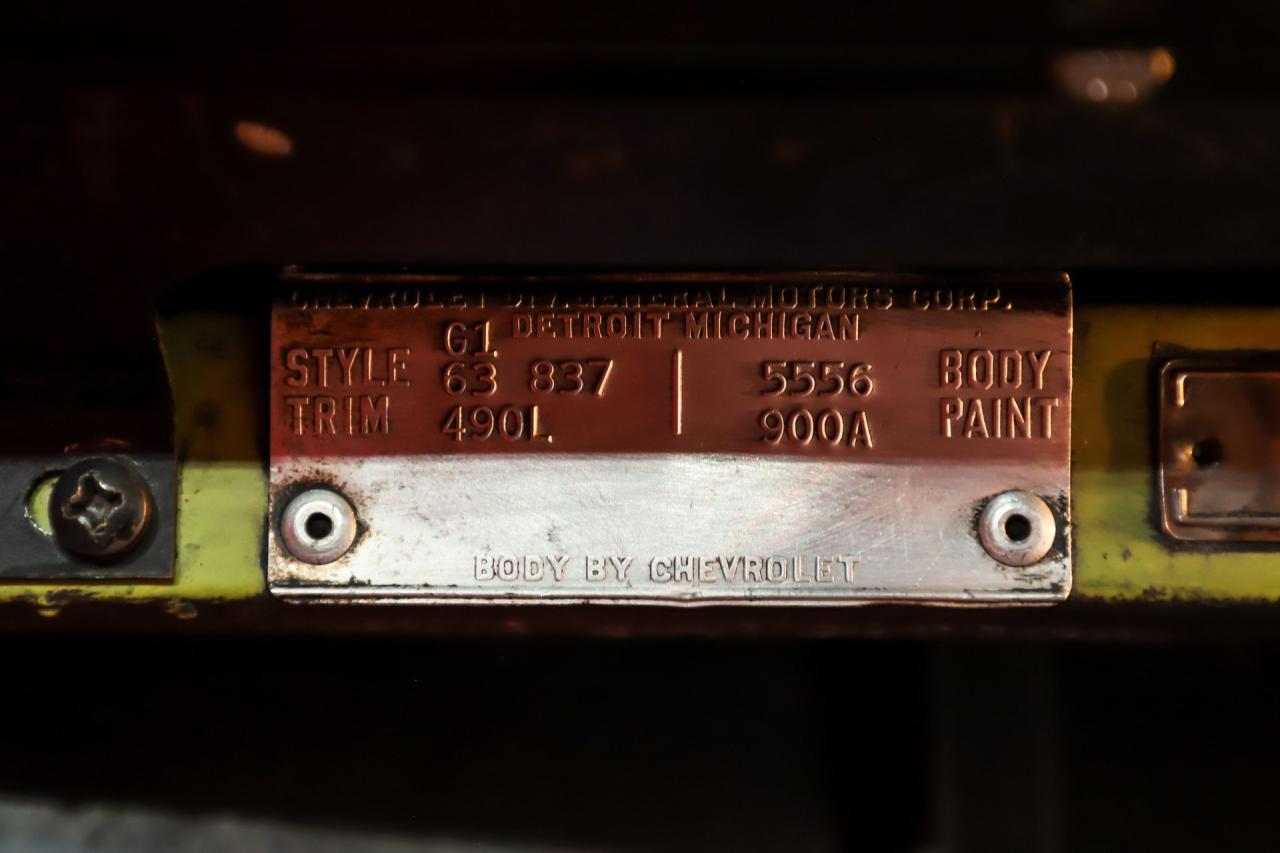 CHEVROLET DIV. GENERAL MOTORS CORP.
DETROIT MICHIGAN
G1
STYLE 63 837 | 5556 BODY
TRIM 490L 900A PAINT
BODY BY CHEVROLET